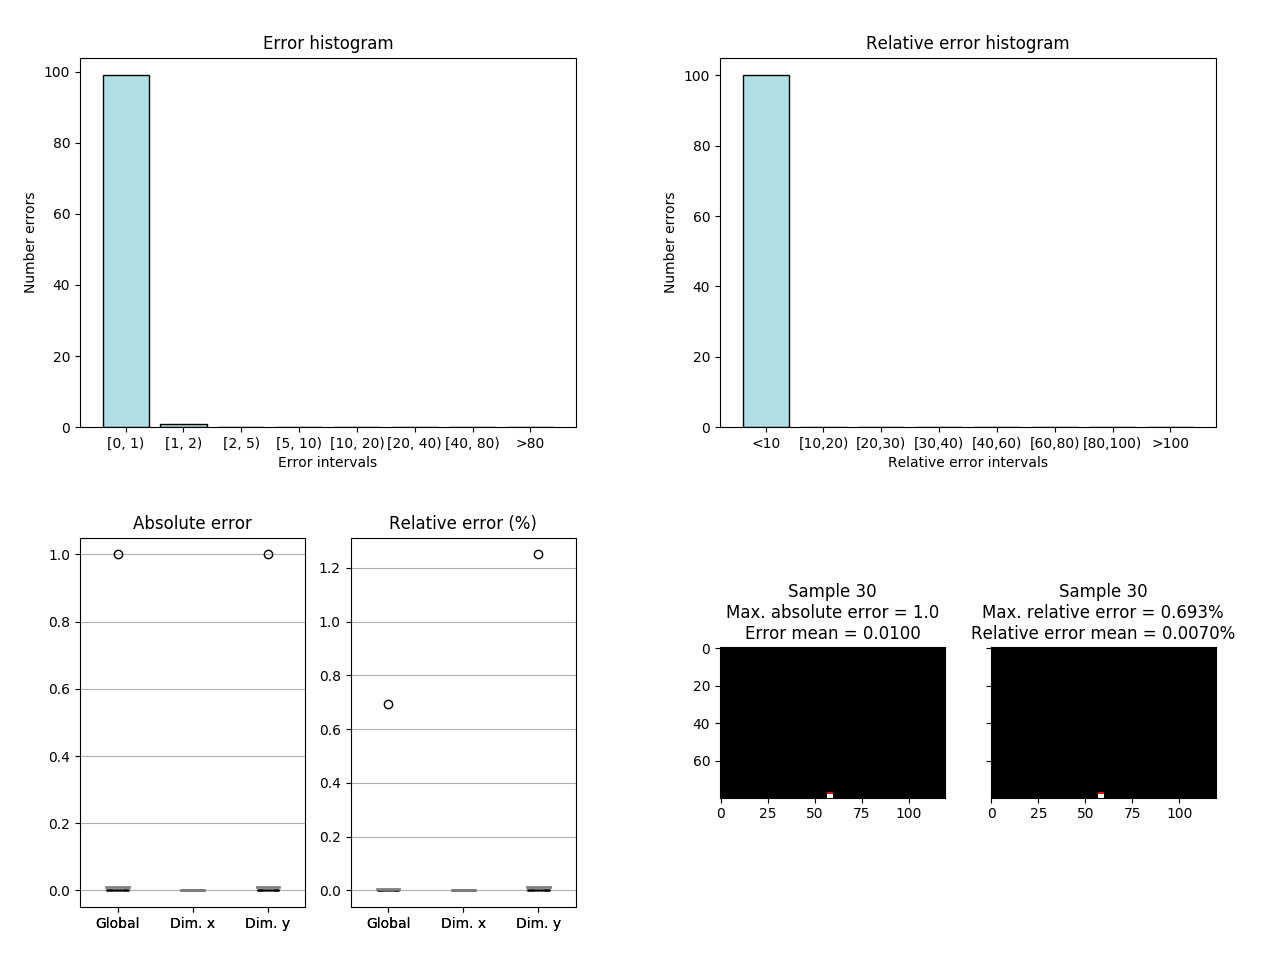 Error histogram
100
80
60
40
20
0
Number errors
[0, 1)
[1, 2)
[2, 5)
[5, 10)
[10, 20)
[20, 40)
[40, 80)
>80
Error intervals
Relative error histogram
100
80
60
40
20
0
Number errors
<10
[10,20)
[20,30)
[30,40)
[40,60)
[60,80)
[80,100)
>100
Relative error intervals
Absolute error
1.0
0.8
0.6
0.4
0.2
0.0
Global
Dim. x
Dim. y
Relative error (%)
1.2
1.0
0.8
0.6
0.4
0.2
0.0
Global
Dim. x
Dim. y
Sample 30
Max. absolute error = 1.0
Error mean = 0.0100
0
20
40
60
0
25
50
75
100
Sample 30
Max. relative error = 0.693%
Relative error mean = 0.0070%
0
25
50
75
100